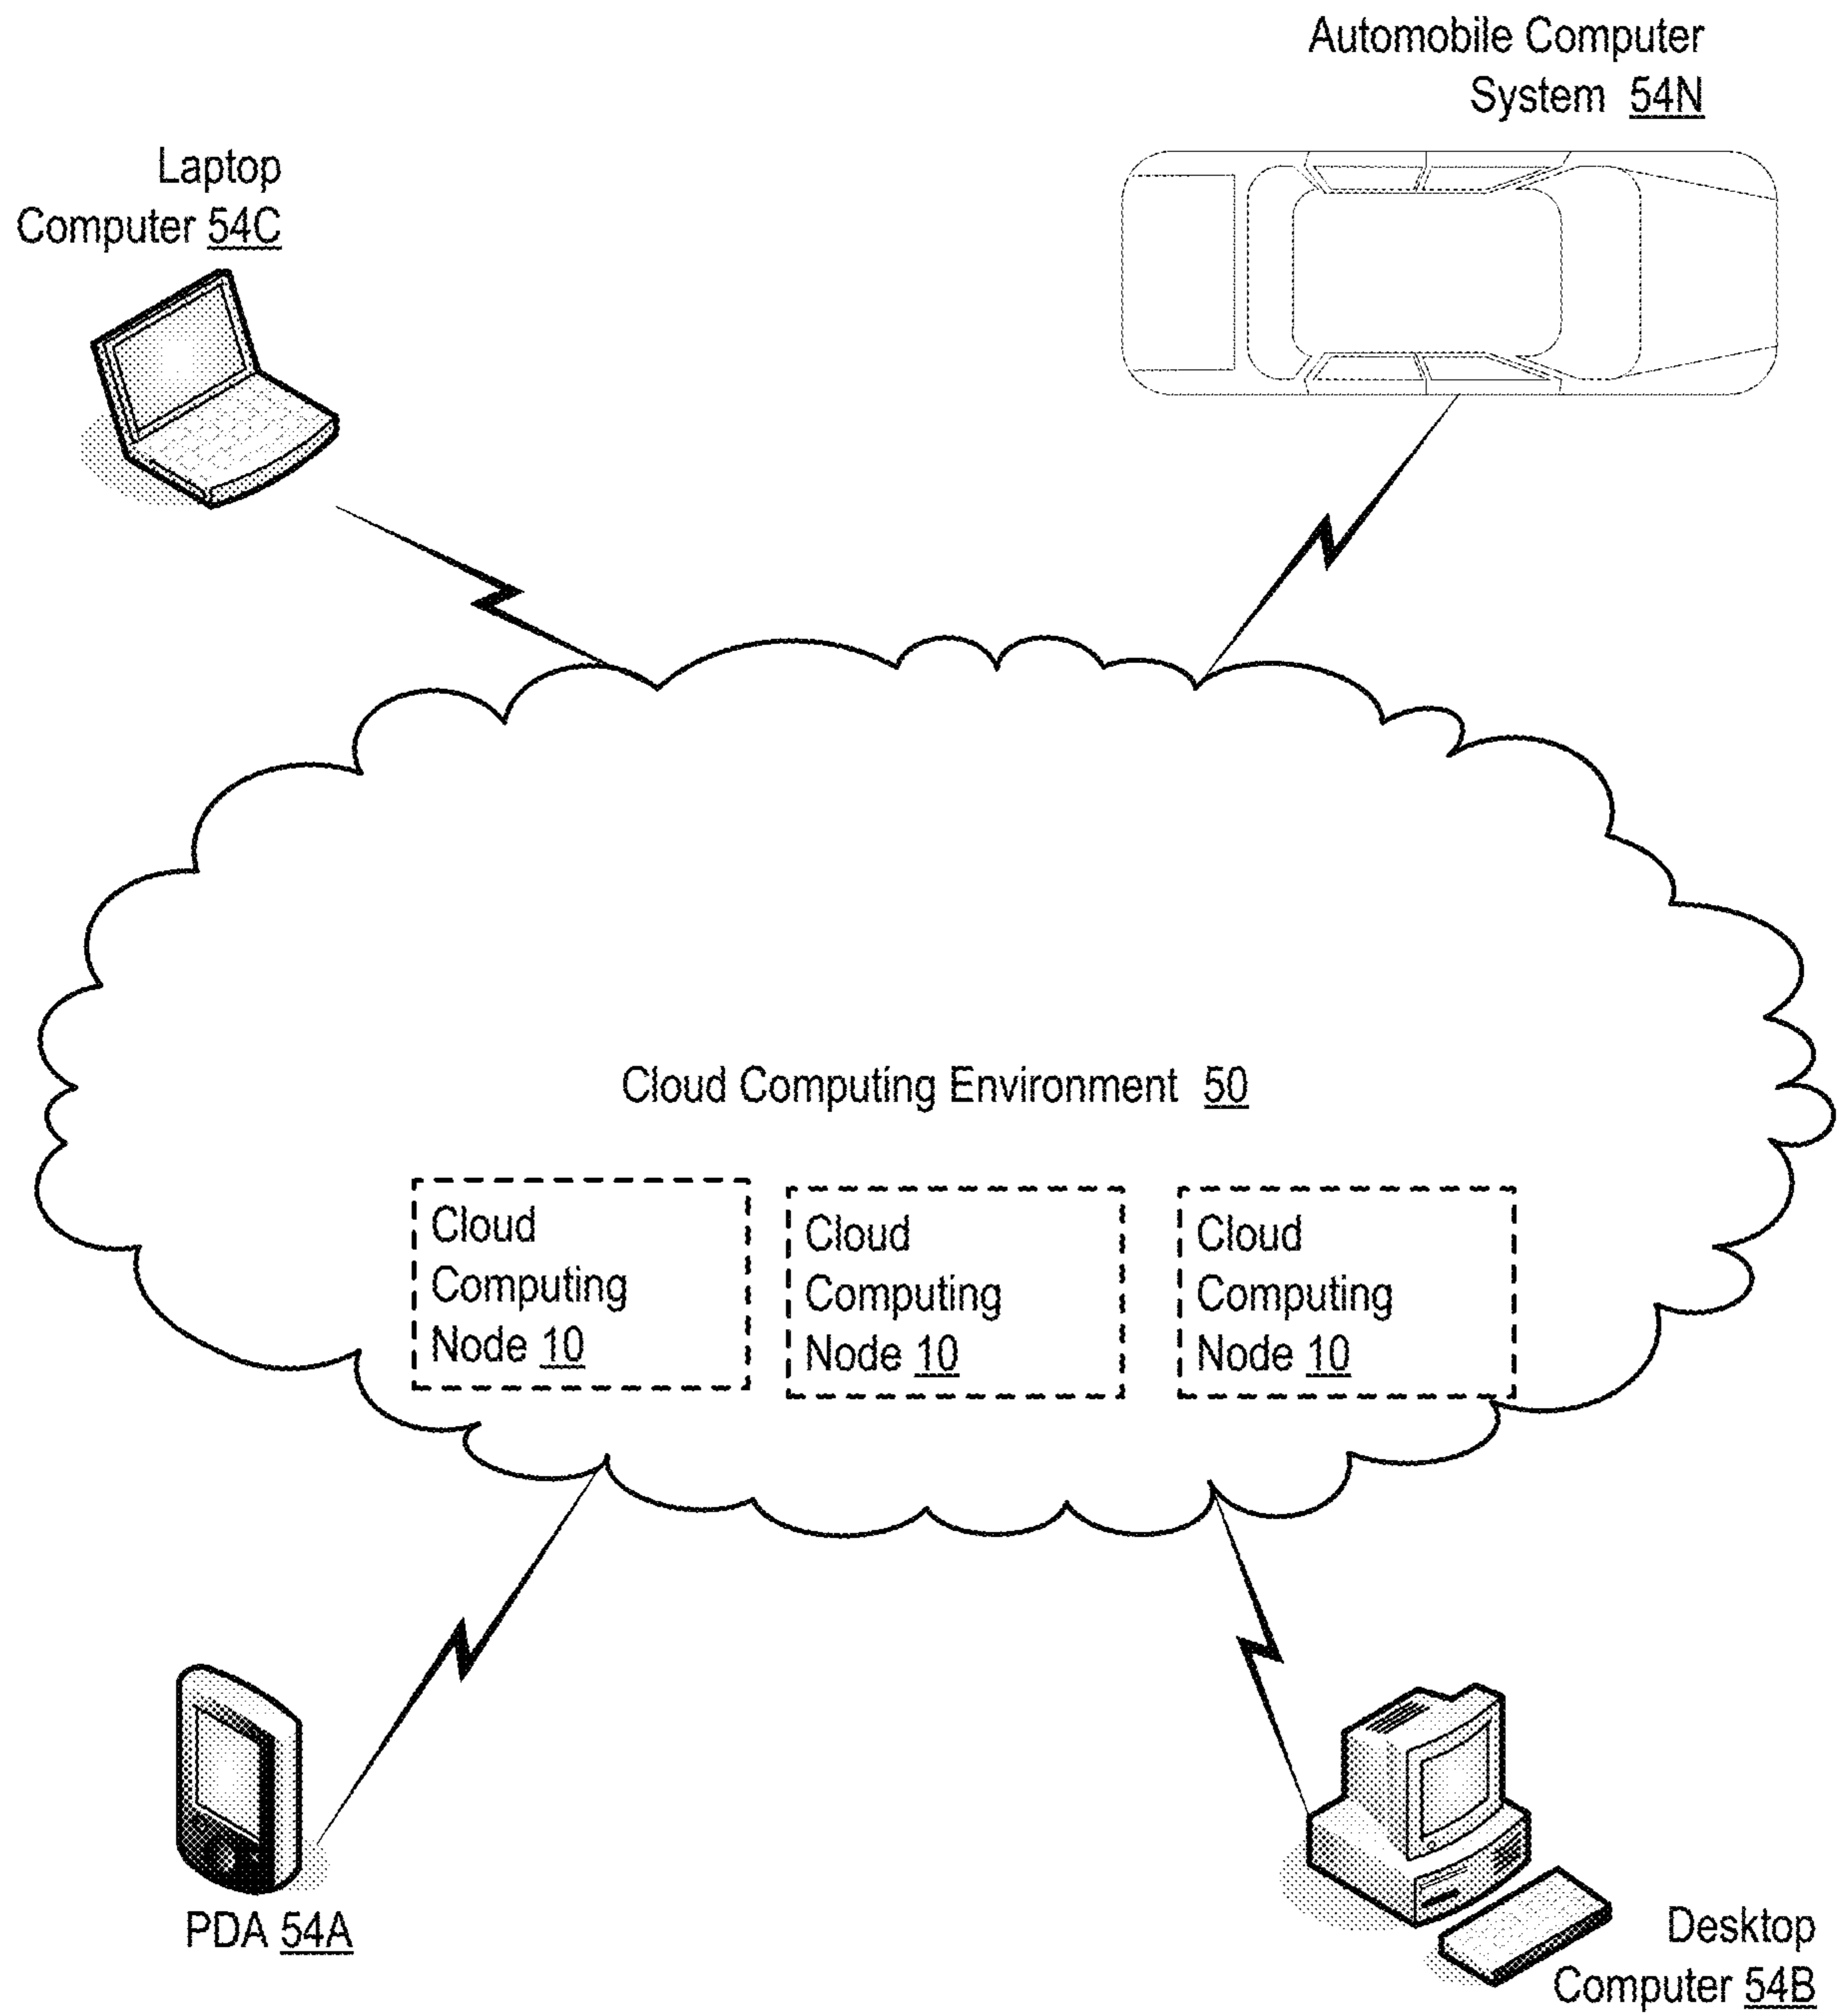 Automobile Computer
System 54N
Laptop
Computer 54C
Cloud Computing Environment 50
Cloud
Computing
Node 10
Cloud
Computing
Node 10
Cloud
Computing
Node 10
PDA 54A
Desktop
Computer 54B